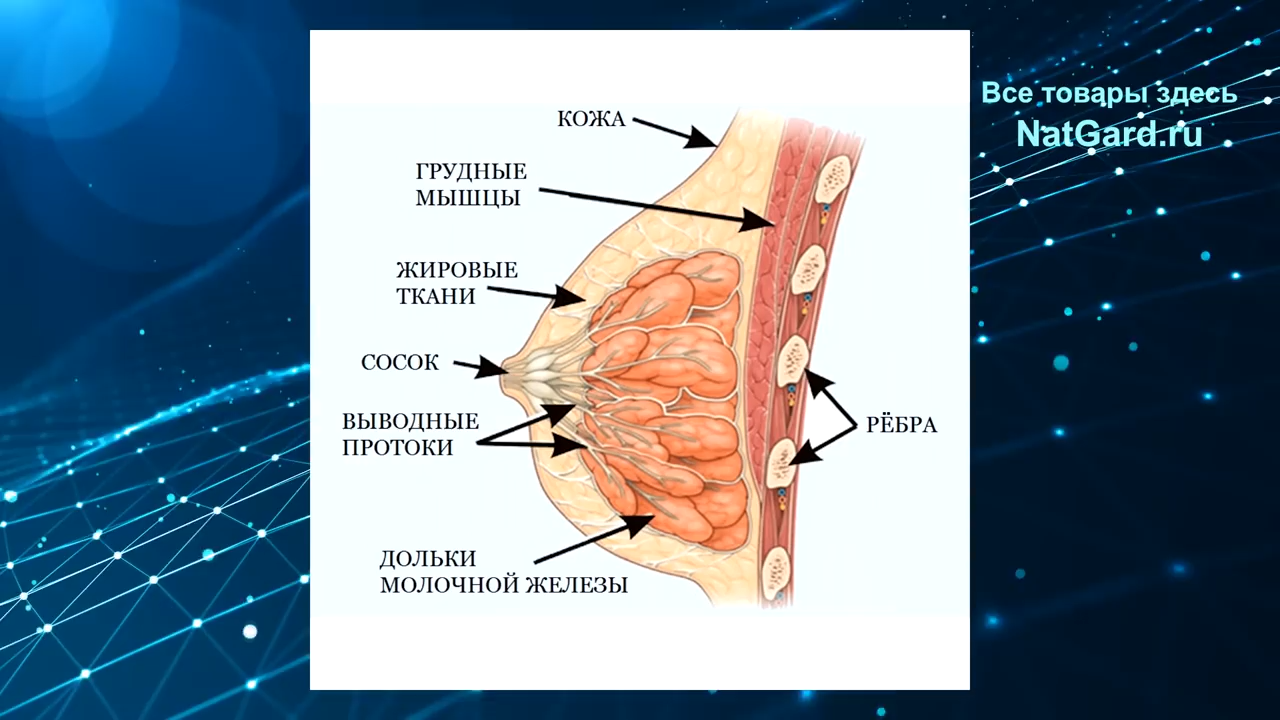 Все товары здесь
NatGard.ru
КОЖА
ГРУДНЫЕ
МЫШЦЫ
ЖИРОВЫЕ
ТКАНИ
СОСОК
ВЫВОДНЫЕ
ПРОТОКИ
РЁБРА
ДОЛЬКИ
МОЛОЧНОЙ ЖЕЛЕЗЫ